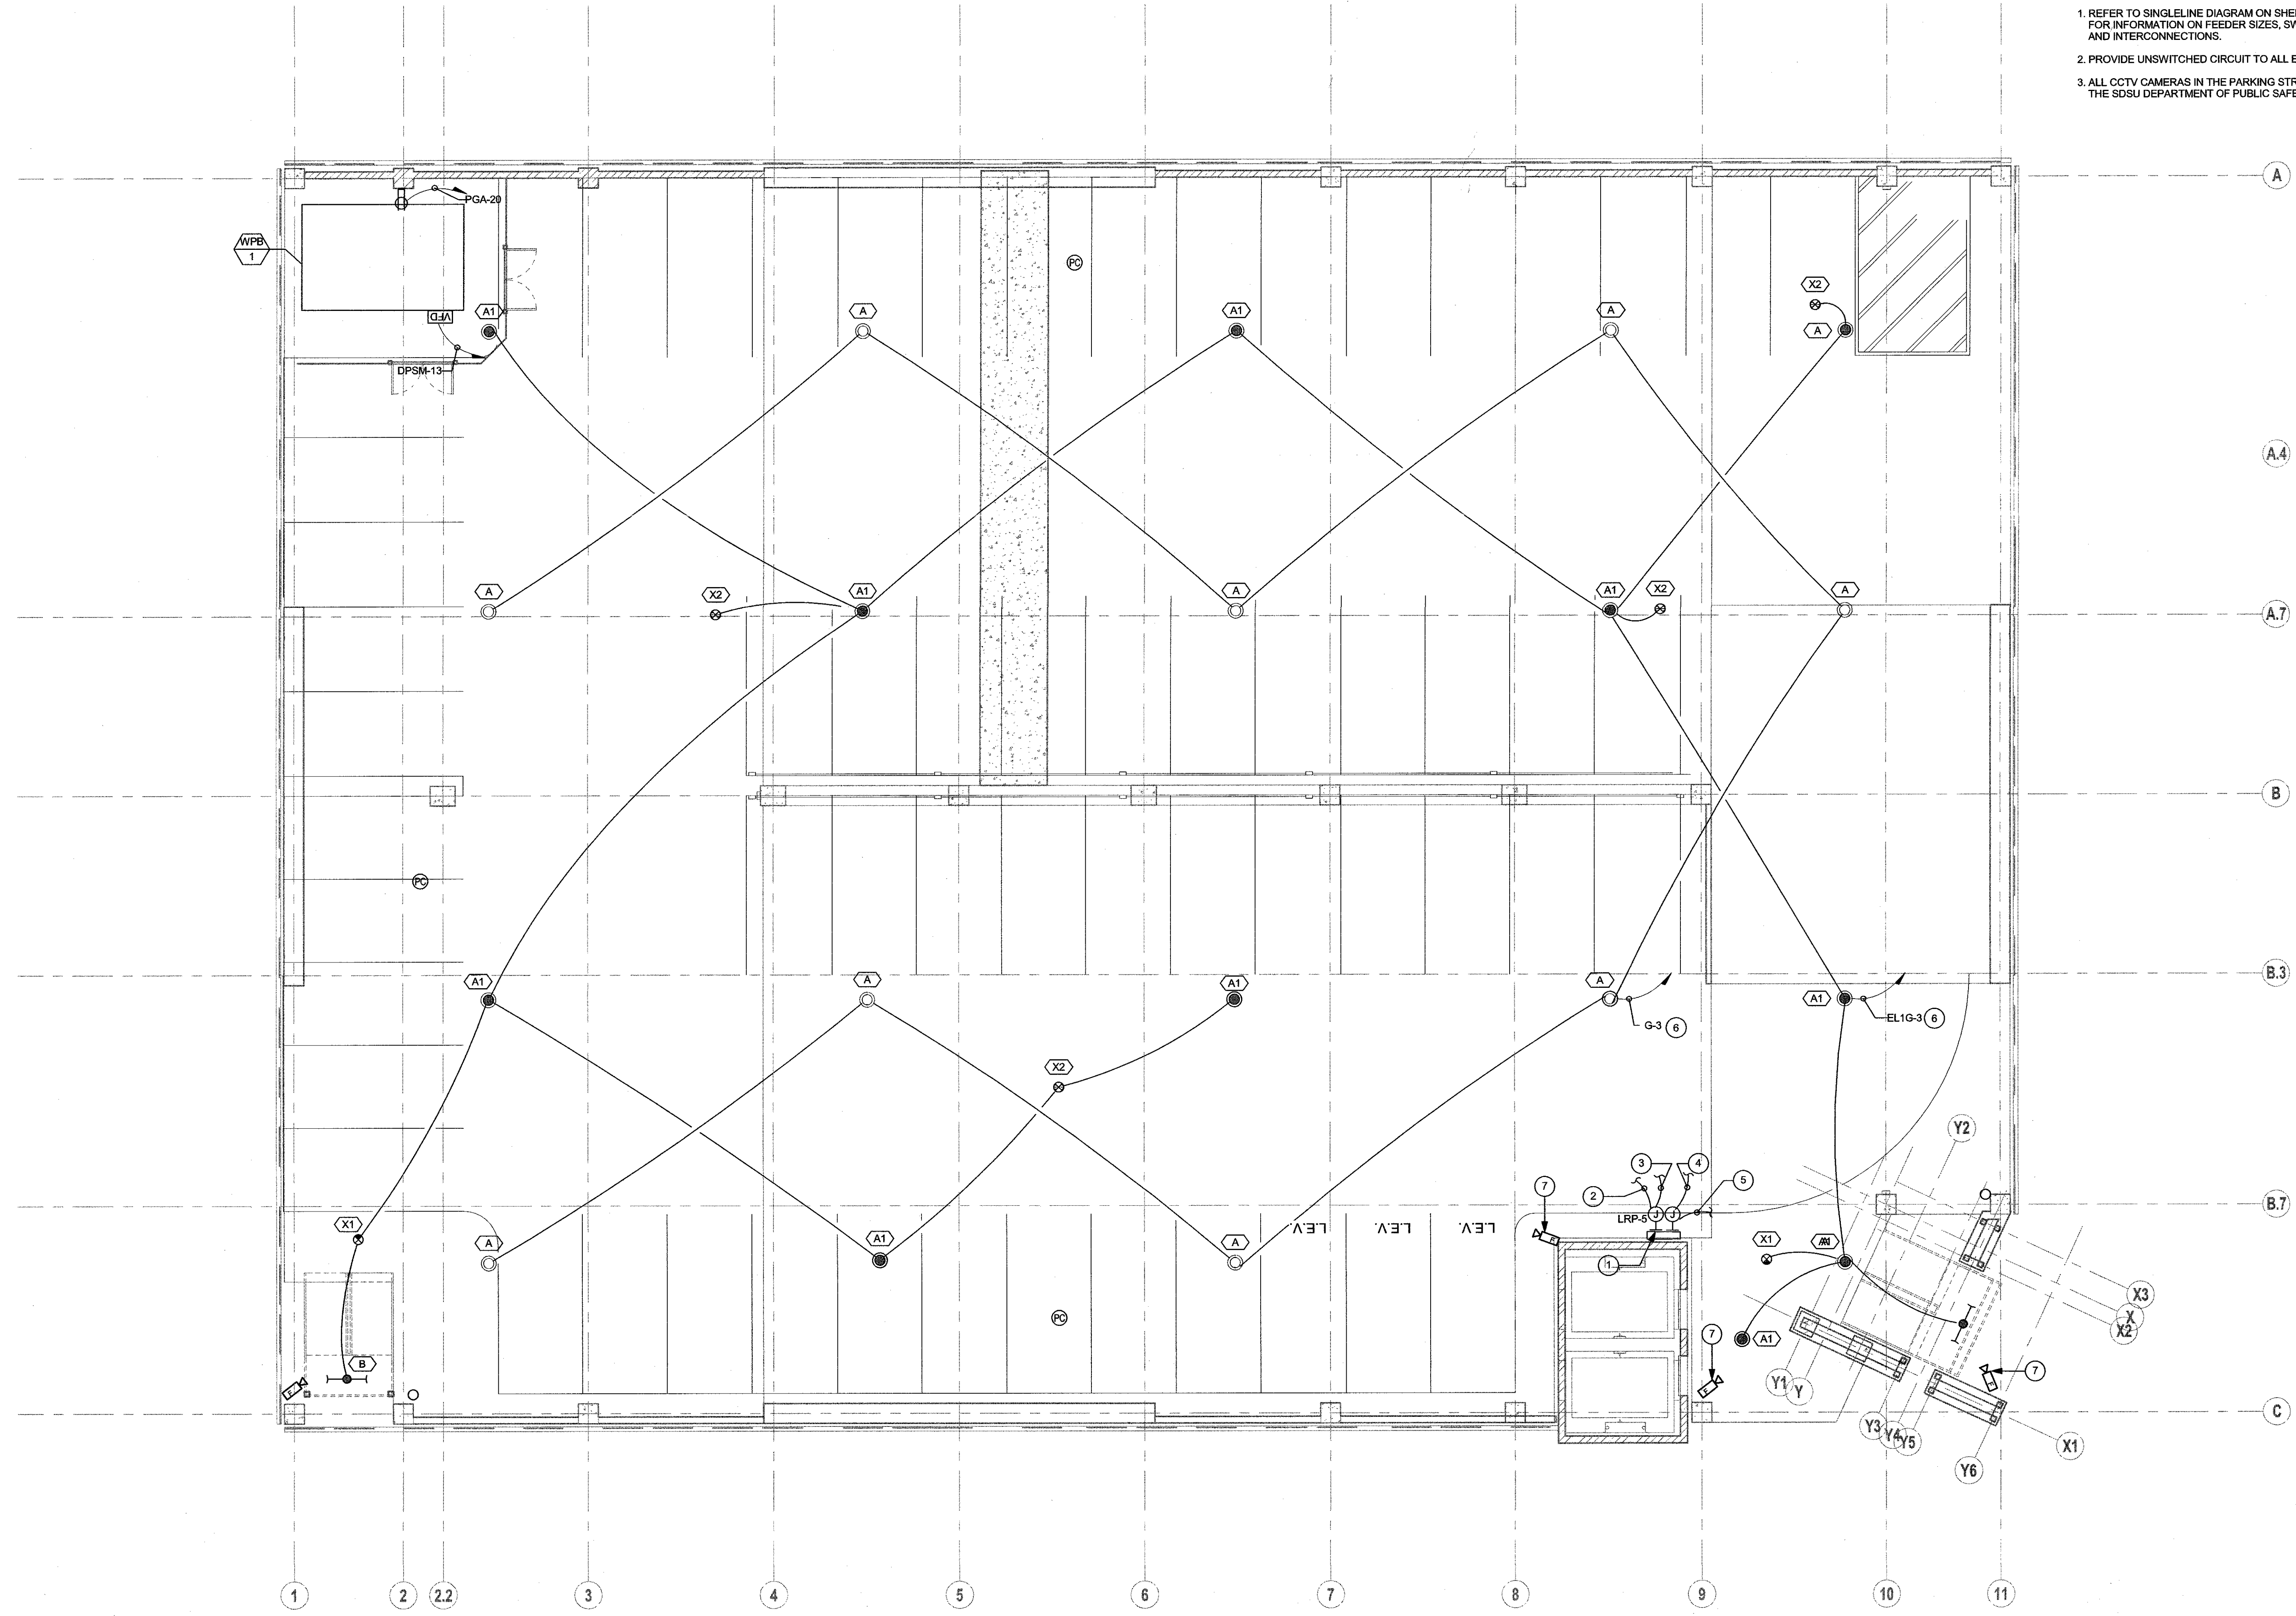 1. REFER TO SINGLELINE DIAGRAM ON
FOR INFORMATION ON FEEDER SIZES,
AND INTERCONNECTIONS.
2. PROVIDE UNSWITCHED CIRCUIT TO ALL
3. ALL CCTV CAMERAS IN THE PARKING
THE SDSU DEPARTMENT OF PUBLIC
A
PGA-20
WPB
1
PC
X2
A1
A
A1
A
A
VFD
DPSM-13
A.4
A
X2
A1
A
A1
X2
A
A.7
B
PC
B.3
A1
A
A1
A
A1
G-3
6
EL1G-3
6
X2
Y2
3
4
7
2
5
B.7
LRP-5
J
J
X1
L.E.V.
L.E.V.
L.E.V.
A
A1
A
X1
1
X3
X
X2
PC
7
A1
B
7
Y1
Y
F
F
C
Y3
Y4
Y5
X1
Y6
1
2
2.2
3
4
5
6
7
8
9
10
11